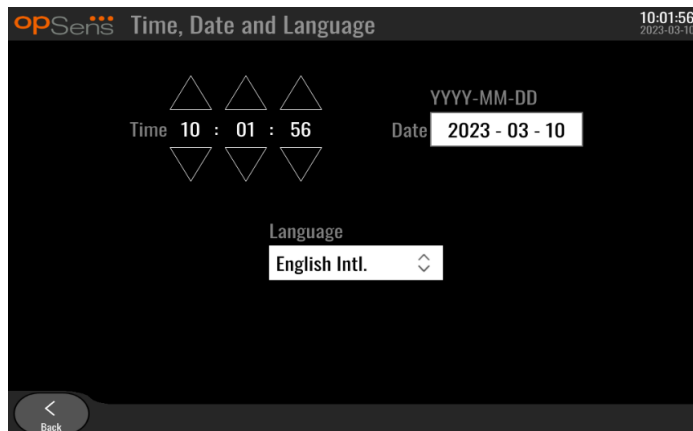 opSens Time, Date and Language 10:01:56
2023-03-10
YYYY-MM-DD
Time 10 : 01 : 56 Date 2023 - 03 - 10
Language
English Intl.
Back